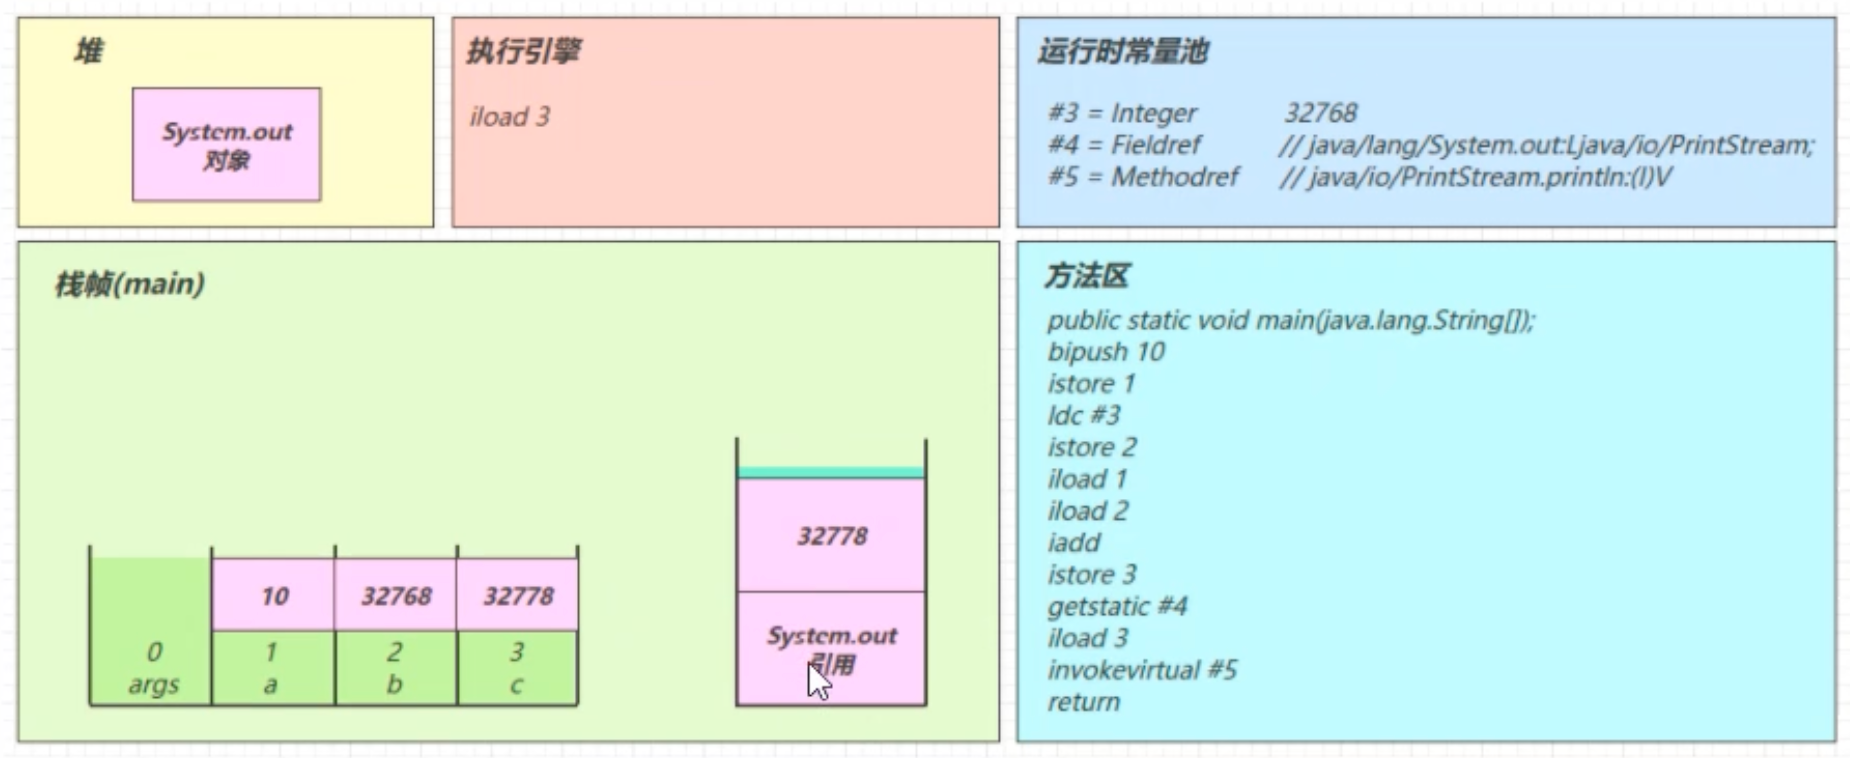 堆
System.out
对象
执行引擎
iload 3
运行时常量池
#3 = Integer 32768
#4 = Fieldref // java/lang/System.out:Ljava/io/PrintStream;
#5 = Methodref // java/io/PrintStream.println:(I)V
栈帧(main)
10 32768 32778
0 1 2 3
args a b c
32778
System.out
引用
方法区
public static void main(java.lang.String[]);
bipush 10
istore 1
ldc #3
istore 2
iload 1
iload 2
iadd
istore 3
getstatic #4
iload 3
invokevirtual #5
return